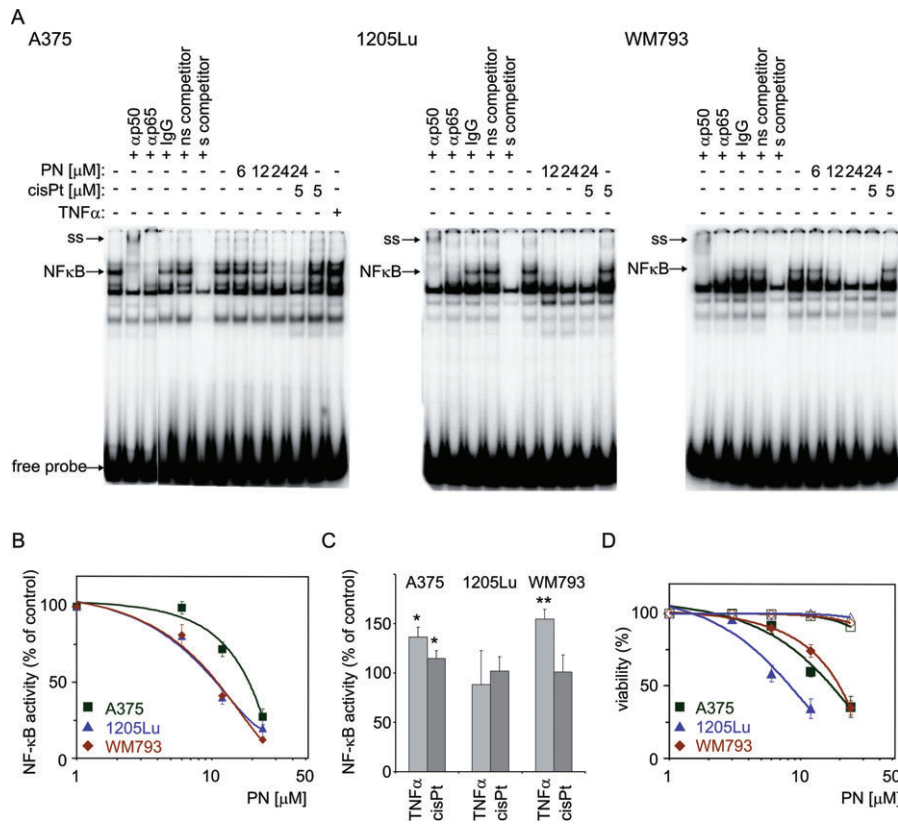 A
A375
1205Lu
WM793
+ αp50
+ αp65
+ IgG
+ ns competitor
+ s competitor
+ αp50
+ αp65
+ IgG
+ ns competitor
+ s competitor
+ αp50
+ αp65
+ IgG
+ ns competitor
+ s competitor
PN [μM]: - - - - - - - 6 12 24 24 - -
- - - - - - - 12 24 24 -
- - - - - - - 6 12 24 24 -
cisPt [μM]: - - - - - - - - - - 5 5 -
- - - - - - - - - 5 5
- - - - - - - - - - 5 5
TNFα: - - - - - - - - - - - - +
- - - - - - - - - - -
- - - - - - - - - - - -
ss
NFκB
ss
NFκB
ss
NFκB
free probe
B
NF-κB activity (% of control)
100
50
0
A375
1205Lu
WM793
1
10
50
PN [μM]
C
NF-κB activity (% of control)
A375 1205Lu WM793
150
100
50
0
*
*
**
TNFα
cisPt
TNFα
cisPt
TNFα
cisPt
D
viability (%)
100
50
0
A375
1205Lu
WM793
1
10
50
PN [μM]